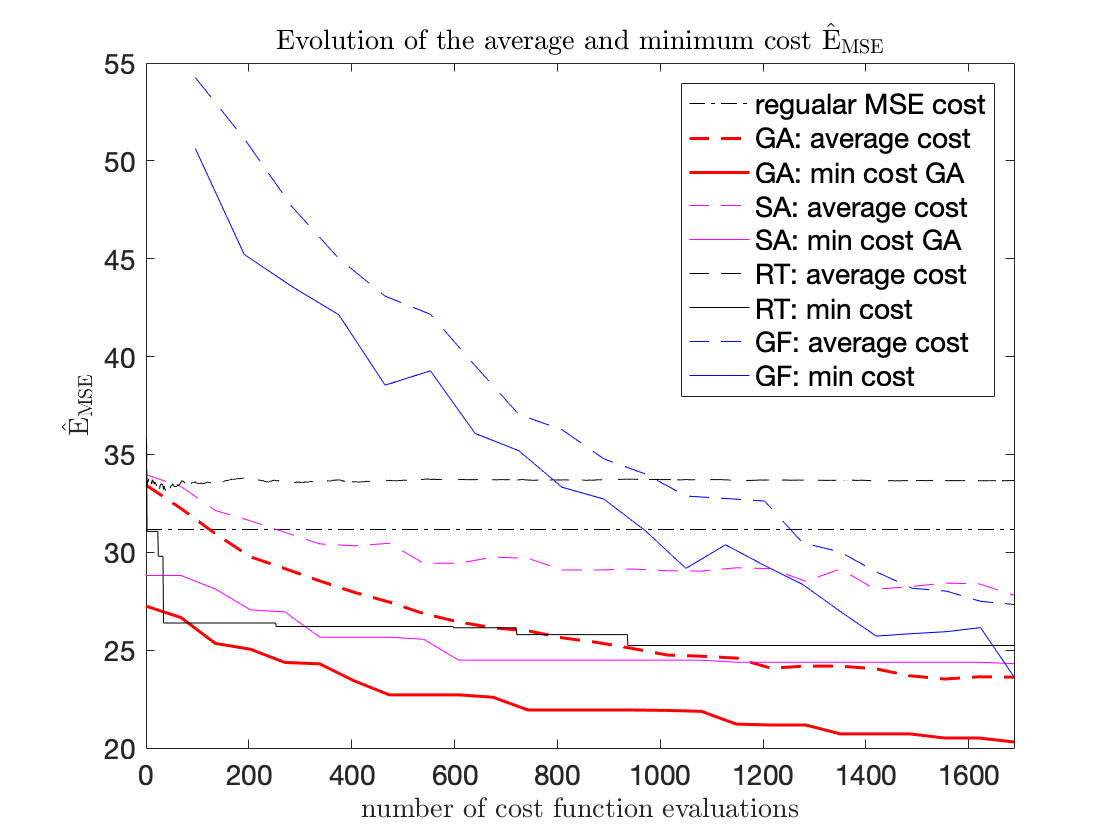 Evolution of the average and minimum cost Ê_MSE
55
50
45
40
35
30
25
20
Ê_MSE
regualar MSE cost
GA: average cost
GA: min cost GA
SA: average cost
SA: min cost GA
RT: average cost
RT: min cost
GF: average cost
GF: min cost
0 200 400 600 800 1000 1200 1400 1600
number of cost function evaluations